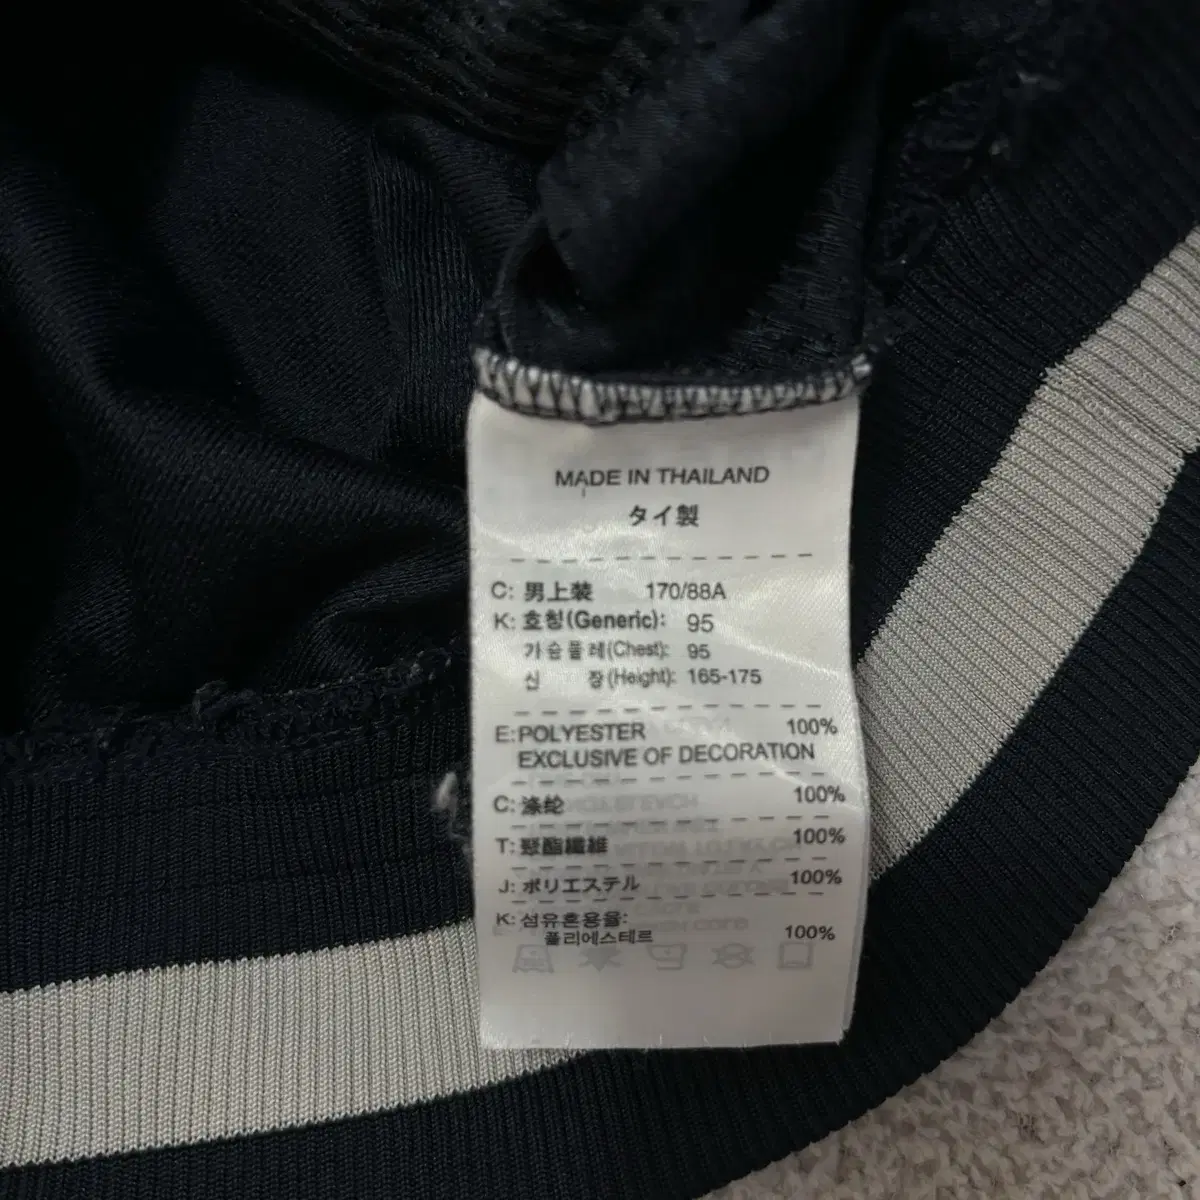 MADE IN THAILAND
タイ製
C: 男上装 170/88A
K: 호칭(Generic): 95
가슴둘레(Chest): 95
신 장(Height): 165-175
E: POLYESTER 100%
EXCLUSIVE OF DECORATION
C: 涤纶 100%
T: 聚酯纖維 100%
J: ポリエステル 100%
K: 섬유혼용율:
폴리에스테르 100%